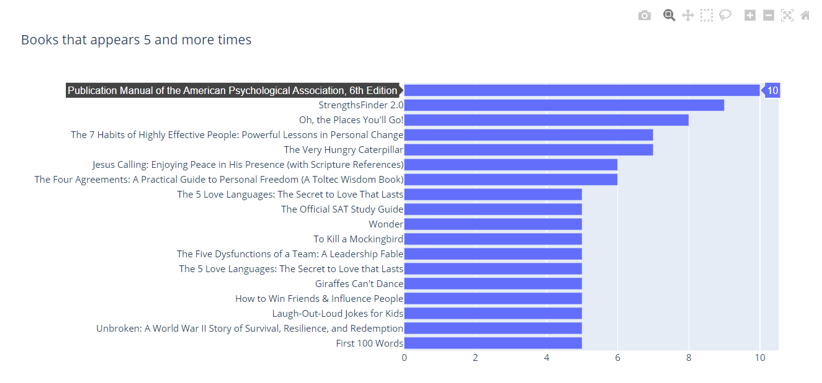 Books that appears 5 and more times
Publication Manual of the American Psychological Association, 6th Edition
10
StrengthsFinder 2.0
Oh, the Places You'll Go!
The 7 Habits of Highly Effective People: Powerful Lessons in Personal Change
The Very Hungry Caterpillar
Jesus Calling: Enjoying Peace in His Presence (with Scripture References)
The Four Agreements: A Practical Guide to Personal Freedom (A Toltec Wisdom Book)
The 5 Love Languages: The Secret to Love That Lasts
The Official SAT Study Guide
Wonder
To Kill a Mockingbird
The Five Dysfunctions of a Team: A Leadership Fable
The 5 Love Languages: The Secret to Love that Lasts
Giraffes Can't Dance
How to Win Friends & Influence People
Laugh-Out-Loud Jokes for Kids
Unbroken: A World War II Story of Survival, Resilience, and Redemption
First 100 Words
0 2 4 6 8 10